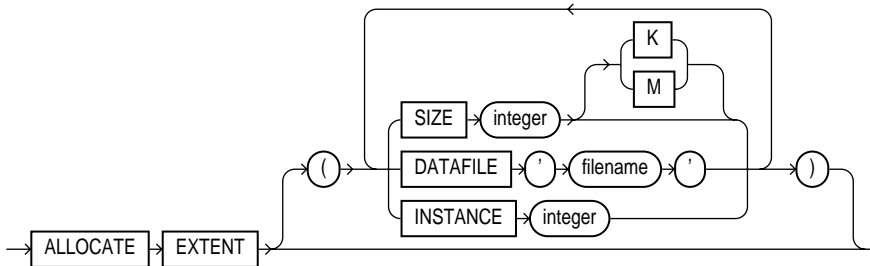 K
M
SIZE integer
( DATAFILE ' filename ' )
INSTANCE integer
ALLOCATE EXTENT